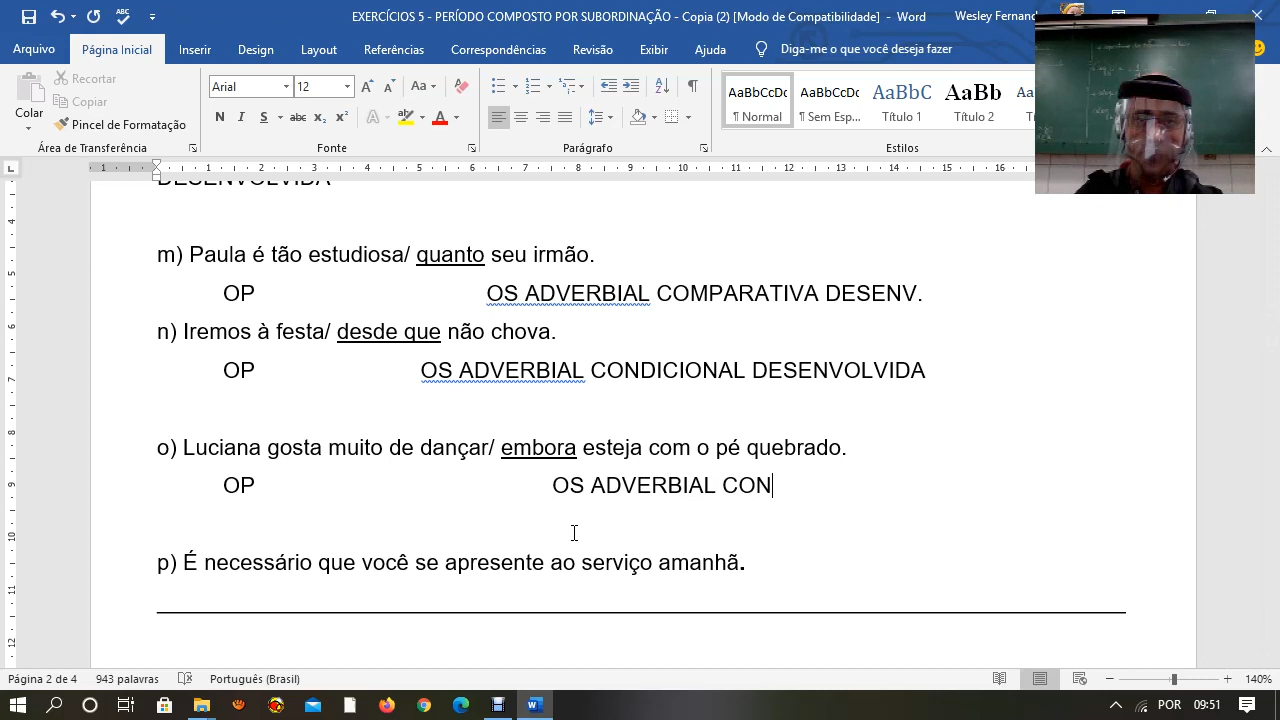 EXERCÍCIOS 5 - PERÍODO COMPOSTO POR SUBORDINAÇÃO - Copia (2) [Modo de Compatibilidade] - Word Wesley Fernan
Arquivo Página Inicial Inserir Design Layout Referências Correspondências Revisão Exibir Ajuda Diga-me o que você deseja fazer
Colar
Recortar
Copiar
Pincel de Formatação
Área de Transferência
Arial 12
Fonte
Parágrafo
AaBbCcDc AaBbCcDc AaBbC AaBb
¶ Normal ¶ Sem Esp... Título 1 Título 2
Estilos
DESENVOLVIDA
m) Paula é tão estudiosa/ quanto seu irmão.
OP OS ADVERBIAL COMPARATIVA DESENV.
n) Iremos à festa/ desde que não chova.
OP OS ADVERBIAL CONDICIONAL DESENVOLVIDA
o) Luciana gosta muito de dançar/ embora esteja com o pé quebrado.
OP OS ADVERBIAL CON
p) É necessário que você se apresente ao serviço amanhã.
Página 2 de 4 943 palavras Português (Brasil) 140%
POR 09:51